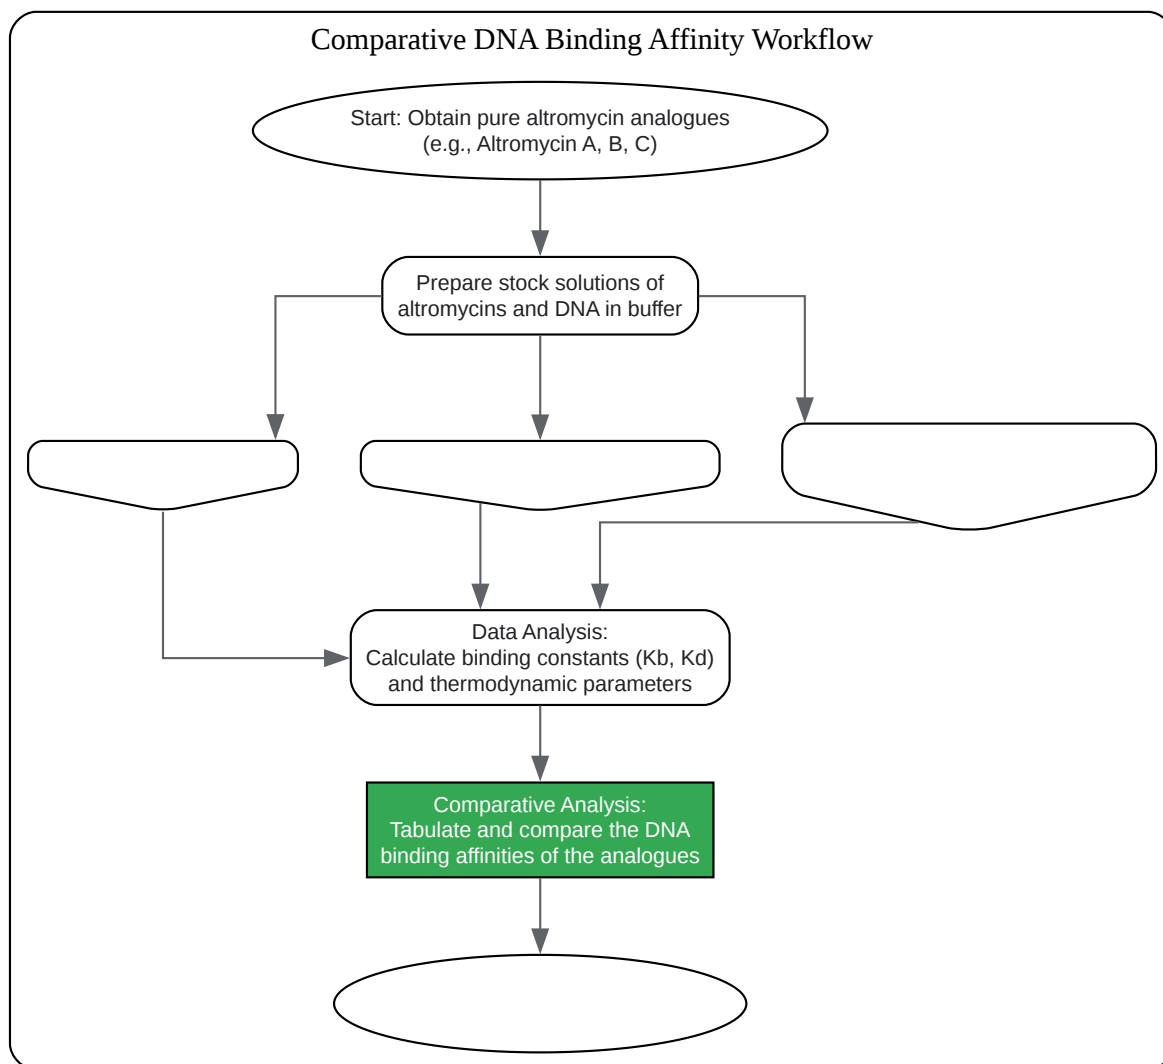 Comparative DNA Binding Affinity Workflow
Start: Obtain pure altromycin analogues
(e.g., Altromycin A, B, C)
Prepare stock solutions of
altromycins and DNA in buffer
Data Analysis:
Calculate binding constants (Kb, Kd)
and thermodynamic parameters
Comparative Analysis:
Tabulate and compare the DNA
binding affinities of the analogues